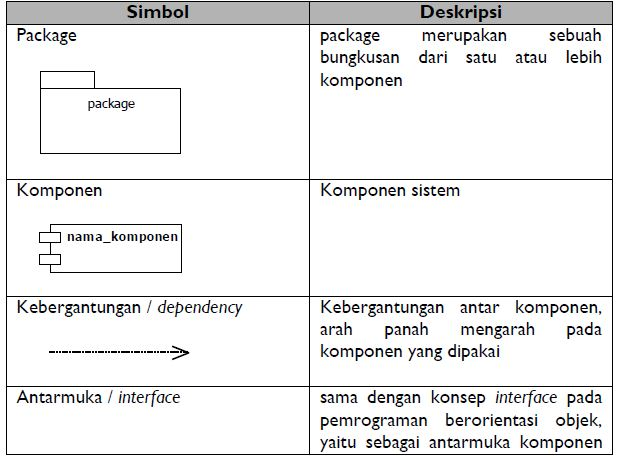 Simbol
Deskripsi
Package
package
package merupakan sebuah
bungkusan dari satu atau lebih
komponen
Komponen
nama_komponen
Komponen sistem
Kebergantungan / dependency
Kebergantungan antar komponen,
arah panah mengarah pada
komponen yang dipakai
Antarmuka / interface
sama dengan konsep interface pada
pemrograman berorientasi objek,
yaitu sebagai antarmuka komponen